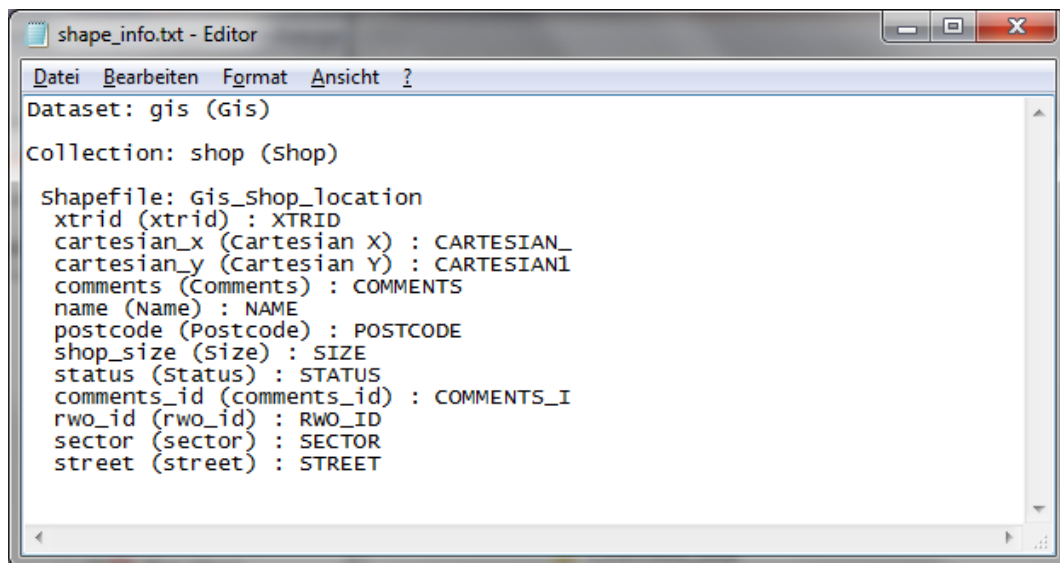 shape_info.txt - Editor
Datei Bearbeiten Format Ansicht ?
Dataset: gis (Gis)
Collection: shop (Shop)
Shapefile: Gis_Shop_location
xtrid (xtrid) : XTRID
cartesian_x (Cartesian X) : CARTESIAN_
cartesian_y (Cartesian Y) : CARTESIAN1
comments (Comments) : COMMENTS
name (Name) : NAME
postcode (Postcode) : POSTCODE
shop_size (Size) : SIZE
status (Status) : STATUS
comments_id (comments_id) : COMMENTS_I
rwo_id (rwo_id) : RWO_ID
sector (sector) : SECTOR
street (street) : STREET